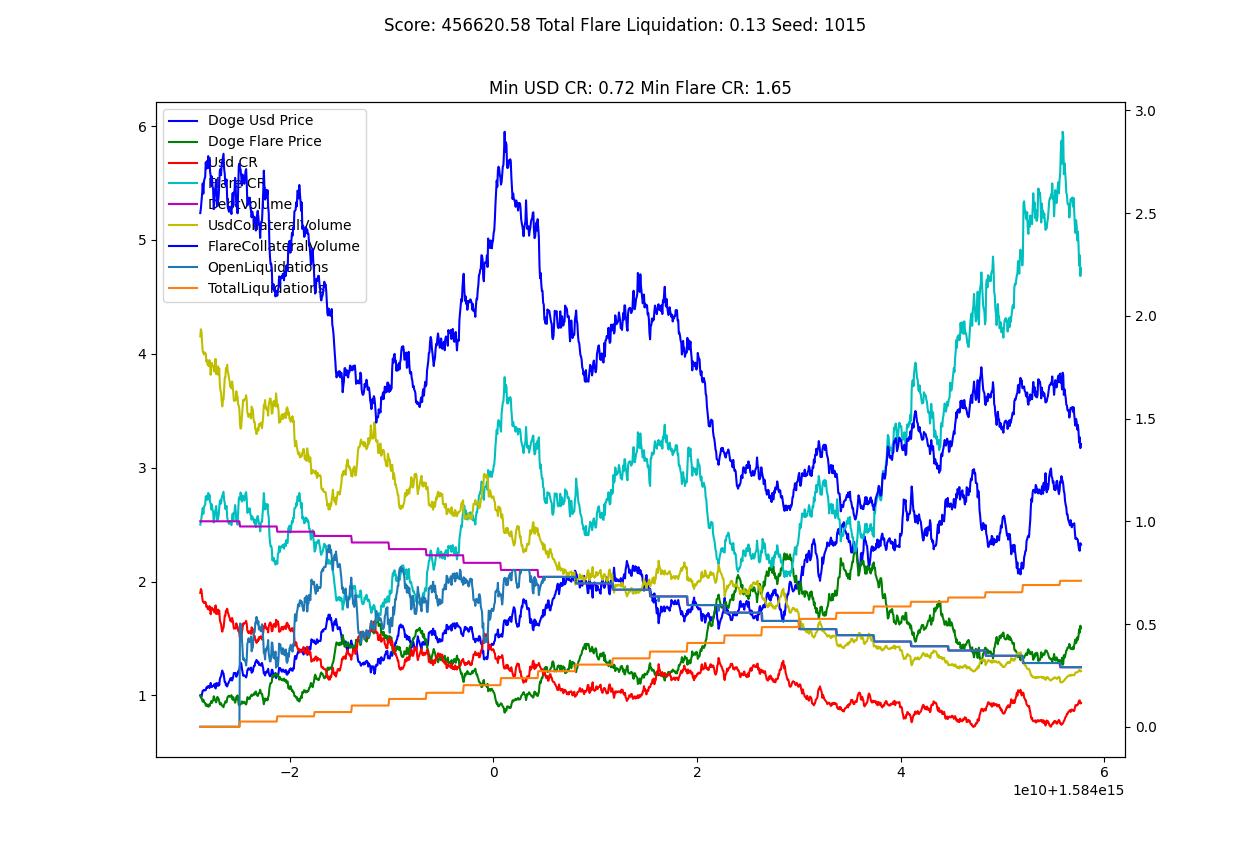 Score: 456620.58 Total Flare Liquidation: 0.13 Seed: 1015
Min USD CR: 0.72 Min Flare CR: 1.65
Doge Usd Price
Doge Flare Price
Usd CR
Flare CR
DebtVolume
UsdCollateralVolume
FlareCollateralVolume
OpenLiquidations
TotalLiquidations
6
5
4
3
2
1
3.0
2.5
2.0
1.5
1.0
0.5
0.0
−2 0 2 4 6
1e10+1.584e15